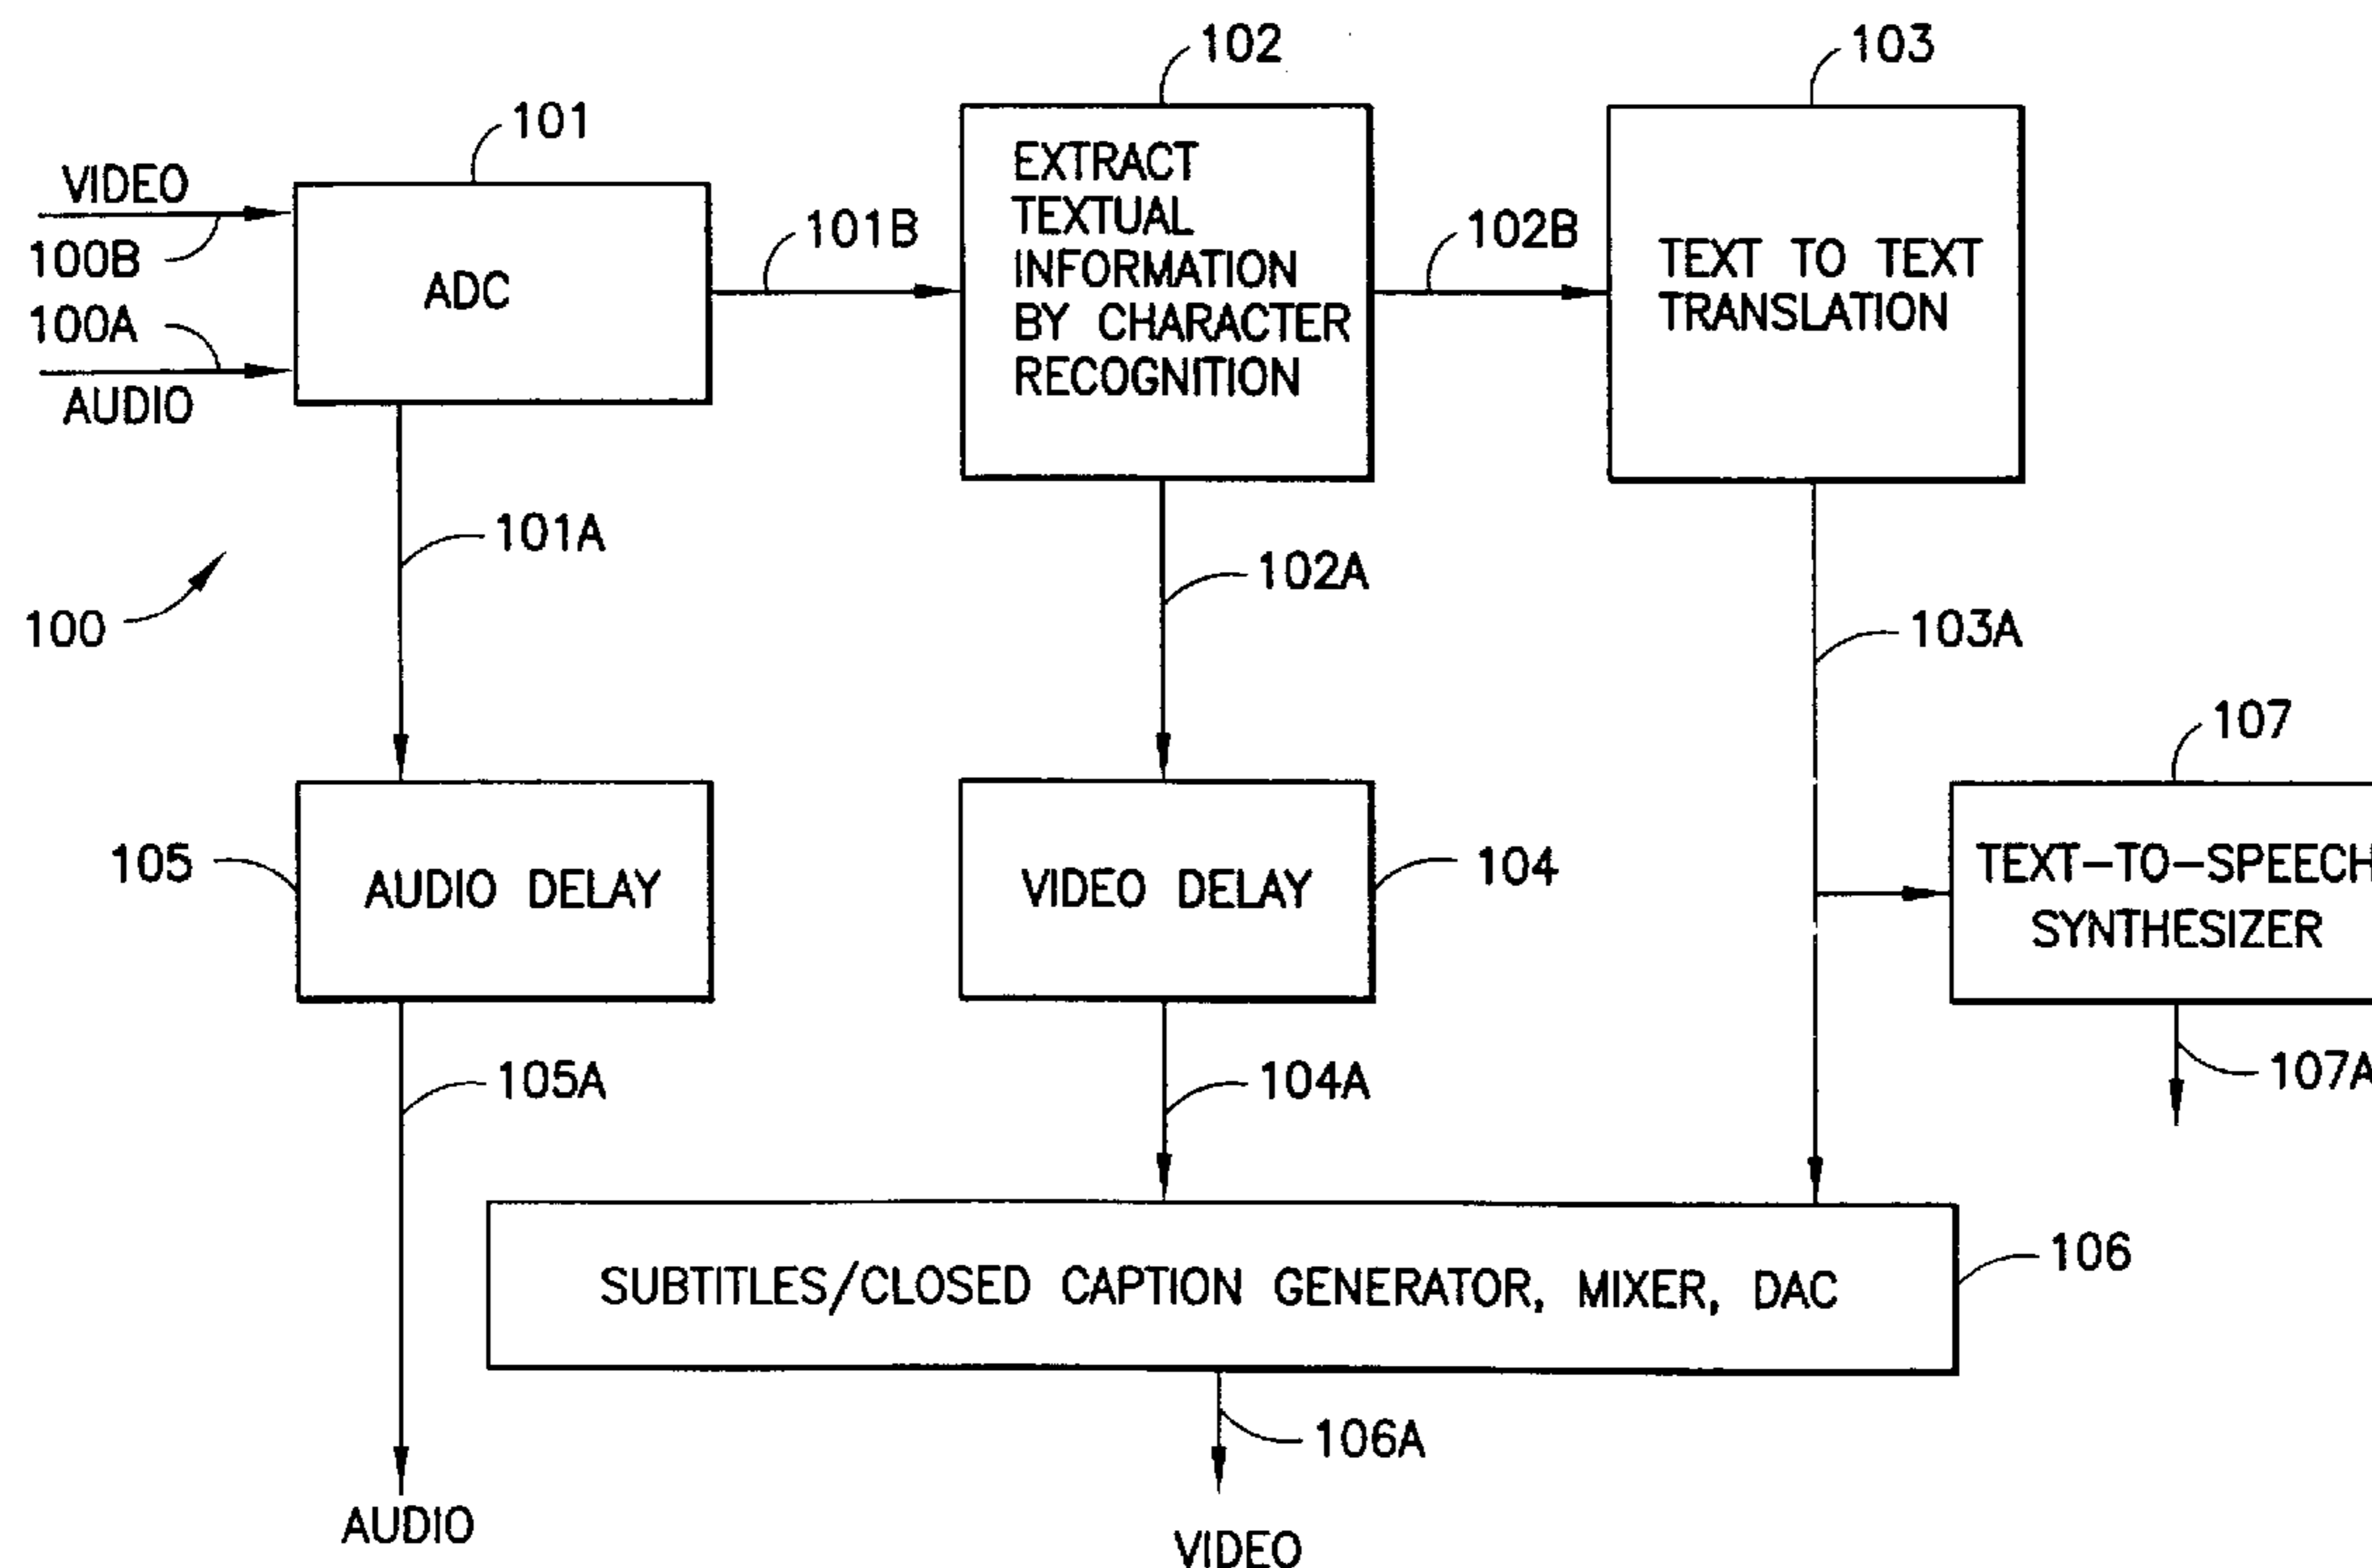 102
103
101
VIDEO
100B
100A
AUDIO
ADC
101B
EXTRACT
TEXTUAL
INFORMATION
BY CHARACTER
RECOGNITION
102B
TEXT TO TEXT
TRANSLATION
101A
102A
100
103A
107
105
AUDIO DELAY
VIDEO DELAY
104
TEXT-TO-SPEECH
SYNTHESIZER
105A
104A
107A
SUBTITLES/CLOSED CAPTION GENERATOR, MIXER, DAC
106
106A
AUDIO
VIDEO